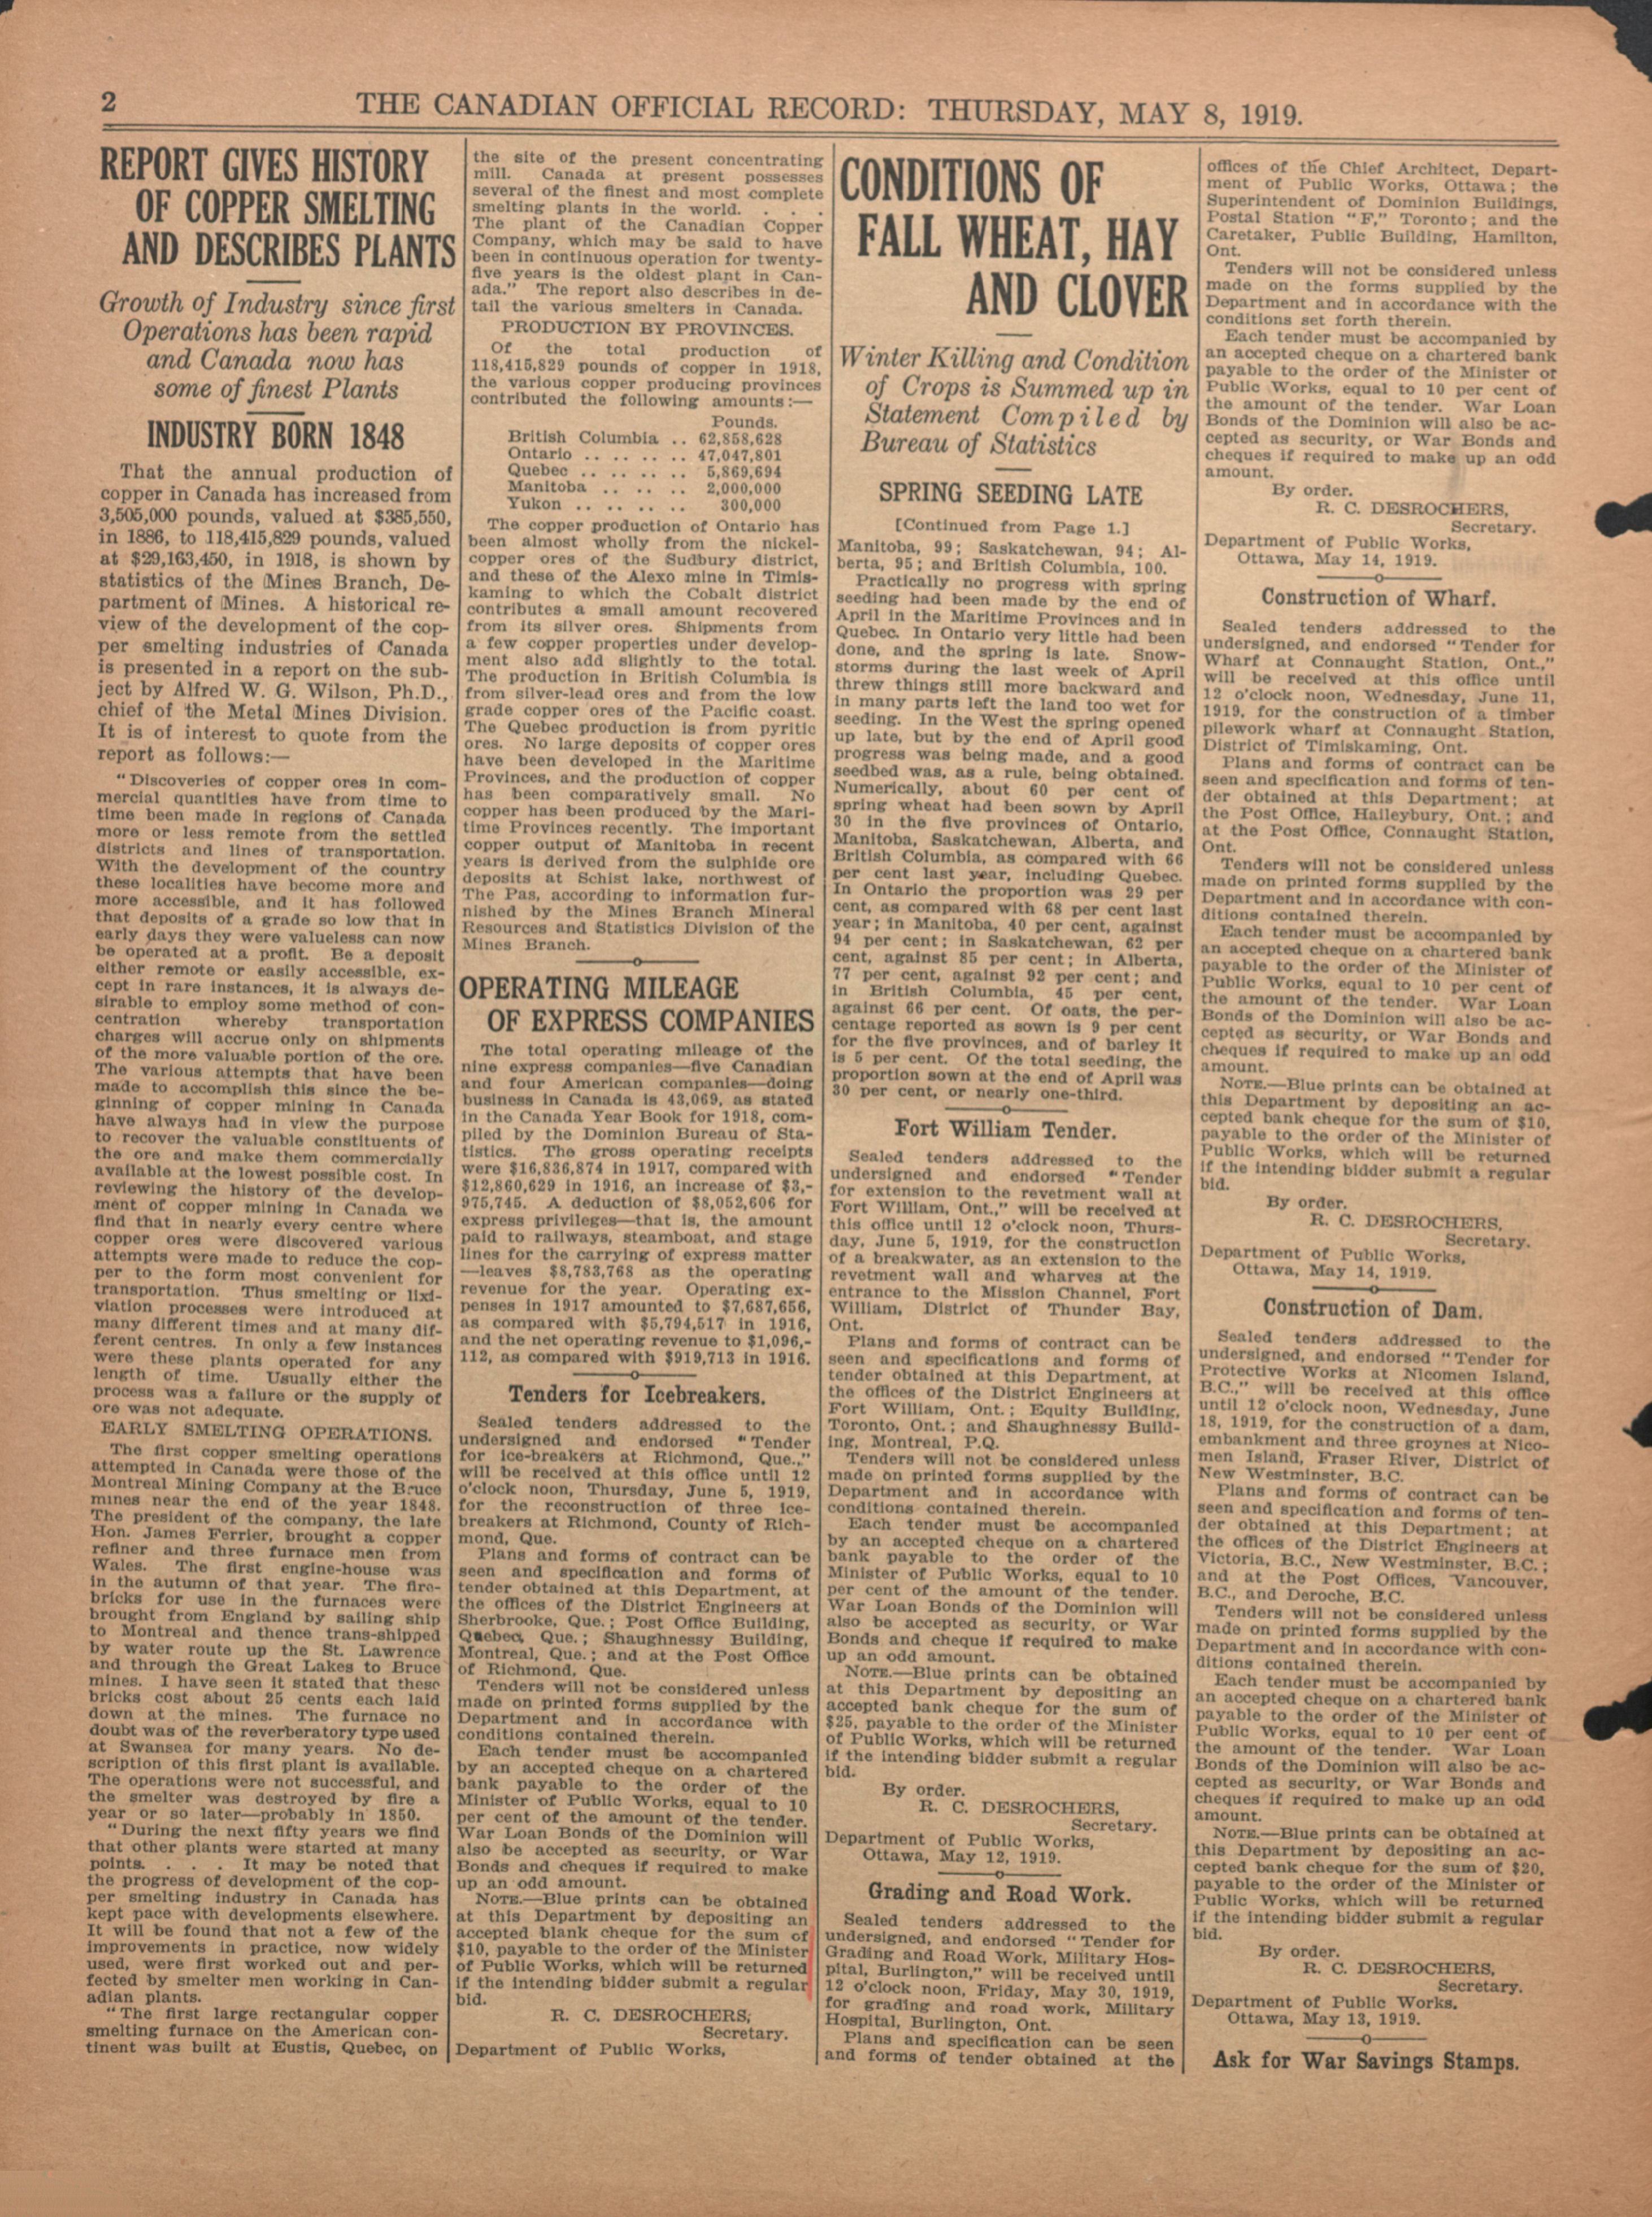 2
THE CANADIAN OFFICIAL RECORD: THURSDAY, MAY 8, 1919.
REPORT GIVES HISTORY
OF COPPER SMELTING
AND DESCRIBES PLANTS
Growth of Industry since first
Operations has been rapid
and Canada now has
some of finest Plants
INDUSTRY BORN 1848
That the annual production of
copper in Canada has increased from
3,505,000 pounds, valued at $385,550,
in 1886, to 118,415,829 pounds, valued
at $29,163,450, in 1918, is shown by
statistics of the Mines Branch, De-
partment of Mines. A historical re-
view of the development of the cop-
per smelting industries of Canada
is presented in a report on the sub-
ject by Alfred W. G. Wilson, Ph.D.,
chief of the Metal Mines Division.
It is of interest to quote from the
report as follows:—
"Discoveries of copper ores in com-
mercial quantities have from time to
time been made in regions of Canada
more or less remote from the settled
districts and lines of transportation.
With the development of the country
these localities have become more and
more accessible, and it has followed
that deposits of a grade so low that in
early days they were valueless can now
be operated at a profit. Be a deposit
either remote or easily accessible, ex-
cept in rare instances, it is always de-
sirable to employ some method of con-
centration whereby transportation
charges will accrue only on shipments
of the more valuable portion of the ore.
The various attempts that have been
made to accomplish this since the be-
ginning of copper mining in Canada
have always had in view the purpose
to recover the valuable constituents of
the ore and make them commercially
available at the lowest possible cost. In
reviewing the history of the develop-
ment of copper mining in Canada we
find that in nearly every centre where
copper ores were discovered various
attempts were made to reduce the cop-
per to the form most convenient for
transportation. Thus smelting or lixi-
viation processes were introduced at
many different times and at many dif-
ferent centres. In only a few instances
were these plants operated for any
length of time. Usually either the
process was a failure or the supply of
ore was not adequate.
EARLY SMELTING OPERATIONS.
The first copper smelting operations
attempted in Canada were those of the
Montreal Mining Company at the Bruce
mines near the end of the year 1848.
The president of the company, the late
Hon. James Ferrier, brought a copper
refiner and three furnace men from
Wales. The first engine-house was
in the autumn of that year. The fire-
bricks for use in the furnaces were
brought from England by sailing ship
to Montreal and thence trans-shipped
by water route up the St. Lawrence
and through the Great Lakes to Bruce
mines. I have seen it stated that these
bricks cost about 25 cents each laid
down at the mines. The furnace no
doubt was of the reverberatory type used
at Swansea for many years. No de-
scription of this first plant is available.
The operations were not successful, and
the smelter was destroyed by fire a
year or so later—probably in 1850.
"During the next fifty years we find
that other plants were started at many
points. . . . It may be noted that
the progress of development of the cop-
per smelting industry in Canada has
kept pace with developments elsewhere.
It will be found that not a few of the
improvements in practice, now widely
used, were first worked out and per-
fected by smelter men working in Can-
adian plants.
"The first large rectangular copper
smelting furnace on the American con-
tinent was built at Eustis, Quebec, on
the site of the present concentrating
mill. Canada at present possesses
several of the finest and most complete
smelting plants in the world. . . .
The plant of the Canadian Copper
Company, which may be said to have
been in continuous operation for twenty-
five years is the oldest plant in Can-
ada." The report also describes in de-
tail the various smelters in Canada.
PRODUCTION BY PROVINCES.
Of the total production of
118,415,829 pounds of copper in 1918,
the various copper producing provinces
contributed the following amounts:—
Pounds.
British Columbia .. 62,858,628
Ontario .. .. .. .. 47,047,801
Quebec .. .. .. .. 5,869,694
Manitoba .. .. .. 2,000,000
Yukon .. .. .. .. 300,000
The copper production of Ontario has
been almost wholly from the nickel-
copper ores of the Sudbury district,
and these of the Alexo mine in Timis-
kaming to which the Cobalt district
contributes a small amount recovered
from its silver ores. Shipments from
a few copper properties under develop-
ment also add slightly to the total.
The production in British Columbia is
from silver-lead ores and from the low
grade copper ores of the Pacific coast.
The Quebec production is from pyritic
ores. No large deposits of copper ores
have been developed in the Maritime
Provinces, and the production of copper
has been comparatively small. No
copper has been produced by the Mari-
time Provinces recently. The important
copper output of Manitoba in recent
years is derived from the sulphide ore
deposits at Schist lake, northwest of
The Pas, according to information fur-
nished by the Mines Branch Mineral
Resources and Statistics Division of the
Mines Branch.
OPERATING MILEAGE
OF EXPRESS COMPANIES
The total operating mileage of the
nine express companies—five Canadian
and four American companies—doing
business in Canada is 43,069, as stated
in the Canada Year Book for 1918, com-
piled by the Dominion Bureau of Sta-
tistics. The gross operating receipts
were $16,836,874 in 1917, compared with
$12,860,629 in 1916, an increase of $3,-
975,745. A deduction of $8,052,606 for
express privileges—that is, the amount
paid to railways, steamboat, and stage
lines for the carrying of express matter
—leaves $8,783,768 as the operating
revenue for the year. Operating ex-
penses in 1917 amounted to $7,687,656,
as compared with $5,794,517 in 1916,
and the net operating revenue to $1,096,-
112, as compared with $919,713 in 1916.
Tenders for Icebreakers.
Sealed tenders addressed to the
undersigned and endorsed "Tender
for ice-breakers at Richmond, Que.,"
will be received at this office until 12
o'clock noon, Thursday, June 5, 1919,
for the reconstruction of three ice-
breakers at Richmond, County of Rich-
mond, Que.
Plans and forms of contract can be
seen and specification and forms of
tender obtained at this Department, at
the offices of the District Engineers at
Sherbrooke, Que.; Post Office Building,
Quebec, Que.; Shaughnessy Building,
Montreal, Que.; and at the Post Office
of Richmond, Que.
Tenders will not be considered unless
made on printed forms supplied by the
Department and in accordance with
conditions contained therein.
Each tender must be accompanied
by an accepted cheque on a chartered
bank payable to the order of the
Minister of Public Works, equal to 10
per cent of the amount of the tender.
War Loan Bonds of the Dominion will
also be accepted as security, or War
Bonds and cheques if required to make
up an odd amount.
NOTE.—Blue prints can be obtained
at this Department by depositing an
accepted blank cheque for the sum of
$10, payable to the order of the Minister
of Public Works, which will be returned
if the intending bidder submit a regular
bid.
R. C. DESROCHERS,
Secretary.
Department of Public Works,
CONDITIONS OF
FALL WHEAT, HAY
AND CLOVER
Winter Killing and Condition
of Crops is Summed up in
Statement Compiled by
Bureau of Statistics
SPRING SEEDING LATE
[Continued from Page 1.]
Manitoba, 99; Saskatchewan, 94; Al-
berta, 95; and British Columbia, 100.
Practically no progress with spring
seeding had been made by the end of
April in the Maritime Provinces and in
Quebec. In Ontario very little had been
done, and the spring is late. Snow-
storms during the last week of April
threw things still more backward and
in many parts left the land too wet for
seeding. In the West the spring opened
up late, but by the end of April good
progress was being made, and a good
seedbed was, as a rule, being obtained.
Numerically, about 60 per cent of
spring wheat had been sown by April
30 in the five provinces of Ontario,
Manitoba, Saskatchewan, Alberta, and
British Columbia, as compared with 66
per cent last year, including Quebec.
In Ontario the proportion was 29 per
cent, as compared with 68 per cent last
year; in Manitoba, 40 per cent, against
94 per cent; in Saskatchewan, 62 per
cent, against 85 per cent; in Alberta,
77 per cent, against 92 per cent; and
in British Columbia, 45 per cent,
against 66 per cent. Of oats, the per-
centage reported as sown is 9 per cent
for the five provinces, and of barley it
is 5 per cent. Of the total seeding, the
proportion sown at the end of April was
30 per cent, or nearly one-third.
Fort William Tender.
Sealed tenders addressed to the
undersigned and endorsed "Tender
for extension to the revetment wall at
Fort William, Ont.," will be received at
this office until 12 o'clock noon, Thurs-
day, June 5, 1919, for the construction
of a breakwater, as an extension to the
revetment wall and wharves at the
entrance to the Mission Channel, Fort
William, District of Thunder Bay,
Ont.
Plans and forms of contract can be
seen and specifications and forms of
tender obtained at this Department, at
the offices of the District Engineers at
Fort William, Ont.; Equity Building,
Toronto, Ont.; and Shaughnessy Build-
ing, Montreal, P.Q.
Tenders will not be considered unless
made on printed forms supplied by the
Department and in accordance with
conditions contained therein.
Each tender must be accompanied
by an accepted cheque on a chartered
bank payable to the order of the
Minister of Public Works, equal to 10
per cent of the amount of the tender.
War Loan Bonds of the Dominion will
also be accepted as security, or War
Bonds and cheque if required to make
up an odd amount.
NOTE.—Blue prints can be obtained
at this Department by depositing an
accepted bank cheque for the sum of
$25, payable to the order of the Minister
of Public Works, which will be returned
if the intending bidder submit a regular
bid.
By order.
R. C. DESROCHERS,
Secretary.
Department of Public Works,
Ottawa, May 12, 1919.
Grading and Road Work.
Sealed tenders addressed to the
undersigned, and endorsed "Tender for
Grading and Road Work, Military Hos-
pital, Burlington," will be received until
12 o'clock noon, Friday, May 30, 1919,
for grading and road work, Military
Hospital, Burlington, Ont.
Plans and specification can be seen
and forms of tender obtained at the
offices of the Chief Architect, Depart-
ment of Public Works, Ottawa; the
Superintendent of Dominion Buildings,
Postal Station "F," Toronto; and the
Caretaker, Public Building, Hamilton,
Ont.
Tenders will not be considered unless
made on the forms supplied by the
Department and in accordance with the
conditions set forth therein.
Each tender must be accompanied by
an accepted cheque on a chartered bank
payable to the order of the Minister of
Public Works, equal to 10 per cent of
the amount of the tender. War Loan
Bonds of the Dominion will also be ac-
cepted as security, or War Bonds and
cheques if required to make up an odd
amount.
By order.
R. C. DESROCHERS,
Secretary.
Department of Public Works,
Ottawa, May 14, 1919.
Construction of Wharf.
Sealed tenders addressed to the
undersigned, and endorsed "Tender for
Wharf at Connaught Station, Ont.,"
will be received at this office until
12 o'clock noon, Wednesday, June 11,
1919, for the construction of a timber
pilework wharf at Connaught Station,
District of Timiskaming, Ont.
Plans and forms of contract can be
seen and specification and forms of ten-
der obtained at this Department; at
the Post Office, Haileybury, Ont.; and
at the Post Office, Connaught Station,
Ont.
Tenders will not be considered unless
made on printed forms supplied by the
Department and in accordance with con-
ditions contained therein.
Each tender must be accompanied by
an accepted cheque on a chartered bank
payable to the order of the Minister of
Public Works, equal to 10 per cent of
the amount of the tender. War Loan
Bonds of the Dominion will also be ac-
cepted as security, or War Bonds and
cheques if required to make up an odd
amount.
NOTE.—Blue prints can be obtained at
this Department by depositing an ac-
cepted bank cheque for the sum of $10,
payable to the order of the Minister of
Public Works, which will be returned
if the intending bidder submit a regular
bid.
By order.
R. C. DESROCHERS,
Secretary.
Department of Public Works,
Ottawa, May 14, 1919.
Construction of Dam.
Sealed tenders addressed to the
undersigned, and endorsed "Tender for
Protective Works at Nicomen Island,
B.C.," will be received at this office
until 12 o'clock noon, Wednesday, June
18, 1919, for the construction of a dam,
embankment and three groynes at Nico-
men Island, Fraser River, District of
New Westminster, B.C.
Plans and forms of contract can be
seen and specification and forms of ten-
der obtained at this Department; at
the offices of the District Engineers at
Victoria, B.C., New Westminster, B.C.;
and at the Post Offices, Vancouver,
B.C., and Deroche, B.C.
Tenders will not be considered unless
made on printed forms supplied by the
Department and in accordance with con-
ditions contained therein.
Each tender must be accompanied by
an accepted cheque on a chartered bank
payable to the order of the Minister of
Public Works, equal to 10 per cent of
the amount of the tender. War Loan
Bonds of the Dominion will also be ac-
cepted as security, or War Bonds and
cheques if required to make up an odd
amount.
NOTE.—Blue prints can be obtained at
this Department by depositing an ac-
cepted bank cheque for the sum of $20,
payable to the order of the Minister of
Public Works, which will be returned
if the intending bidder submit a regular
bid.
By order.
R. C. DESROCHERS,
Secretary.
Department of Public Works.
Ottawa, May 13, 1919.
Ask for War Savings Stamps.